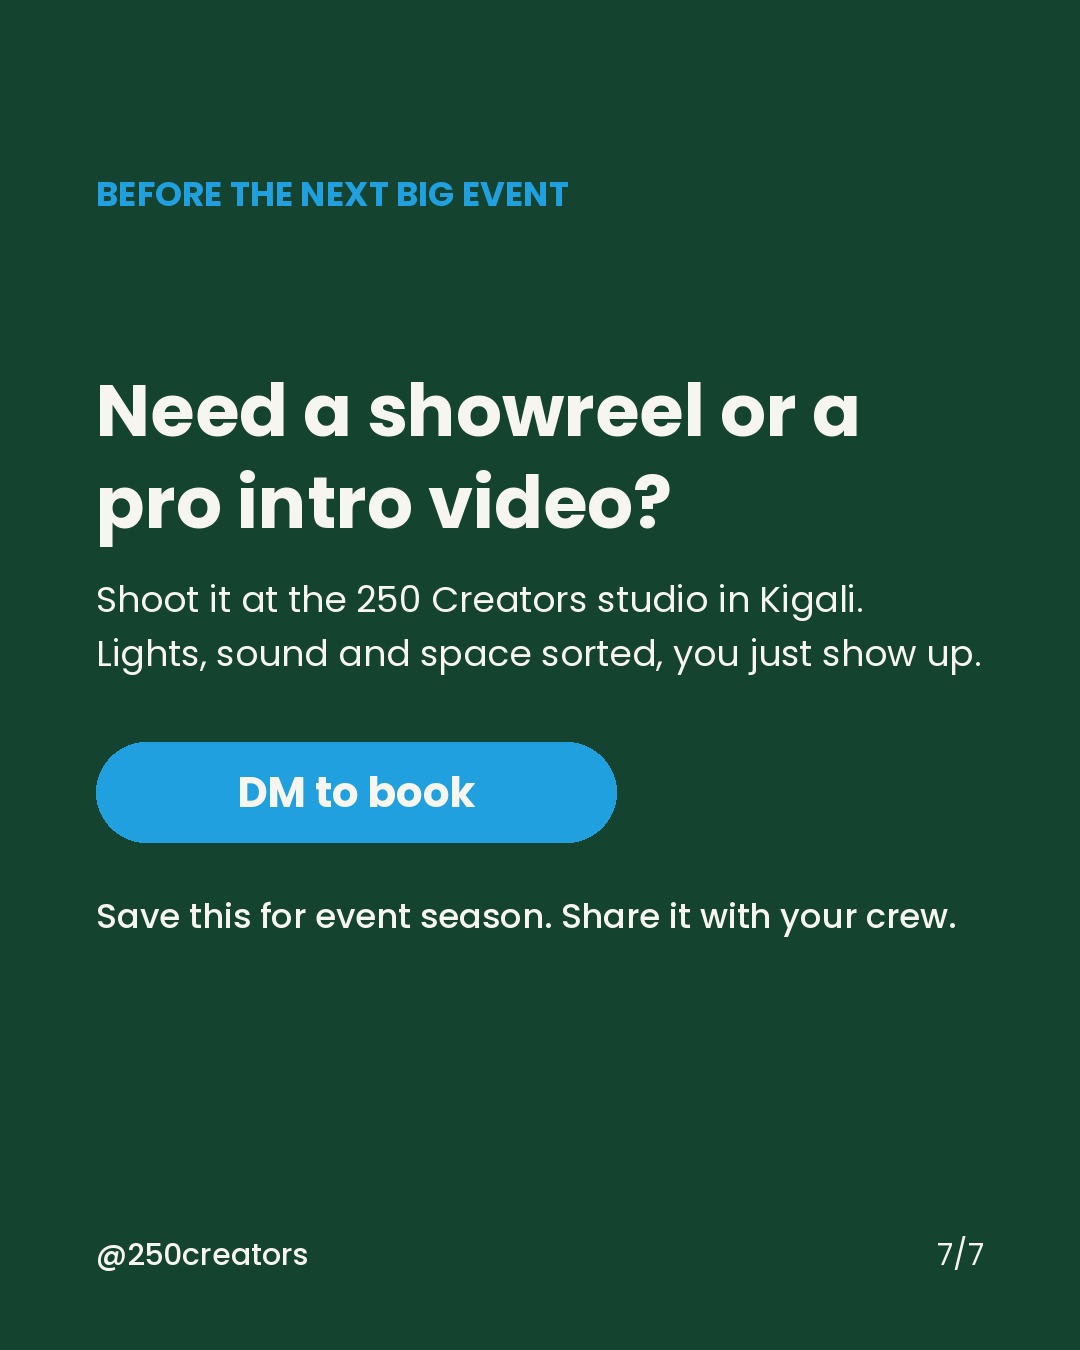 BEFORE THE NEXT BIG EVENT
Need a showreel or a
pro intro video?
Shoot it at the 250 Creators studio in Kigali.
Lights, sound and space sorted, you just show up.
DM to book
Save this for event season. Share it with your crew.
@250creators
7/7